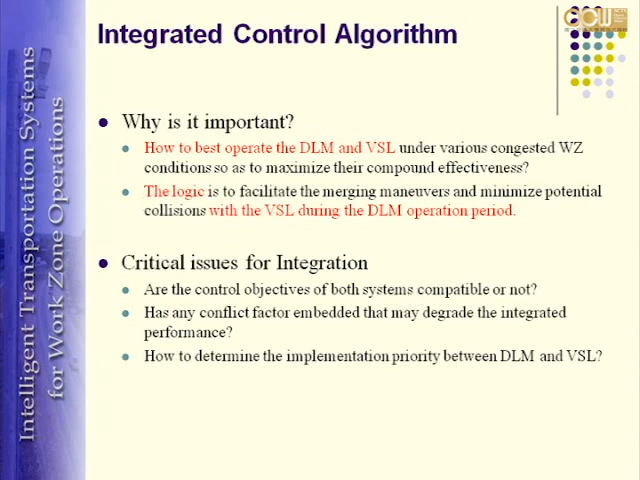 Integrated Control Algorithm
Intelligent Transportation Systems
for Work Zone Operations
Why is it important?
How to best operate the DLM and VSL under various congested WZ
conditions so as to maximize their compound effectiveness?
The logic is to facilitate the merging maneuvers and minimize potential
collisions with the VSL during the DLM operation period.
Critical issues for Integration
Are the control objectives of both systems compatible or not?
Has any conflict factor embedded that may degrade the integrated
performance?
How to determine the implementation priority between DLM and VSL?